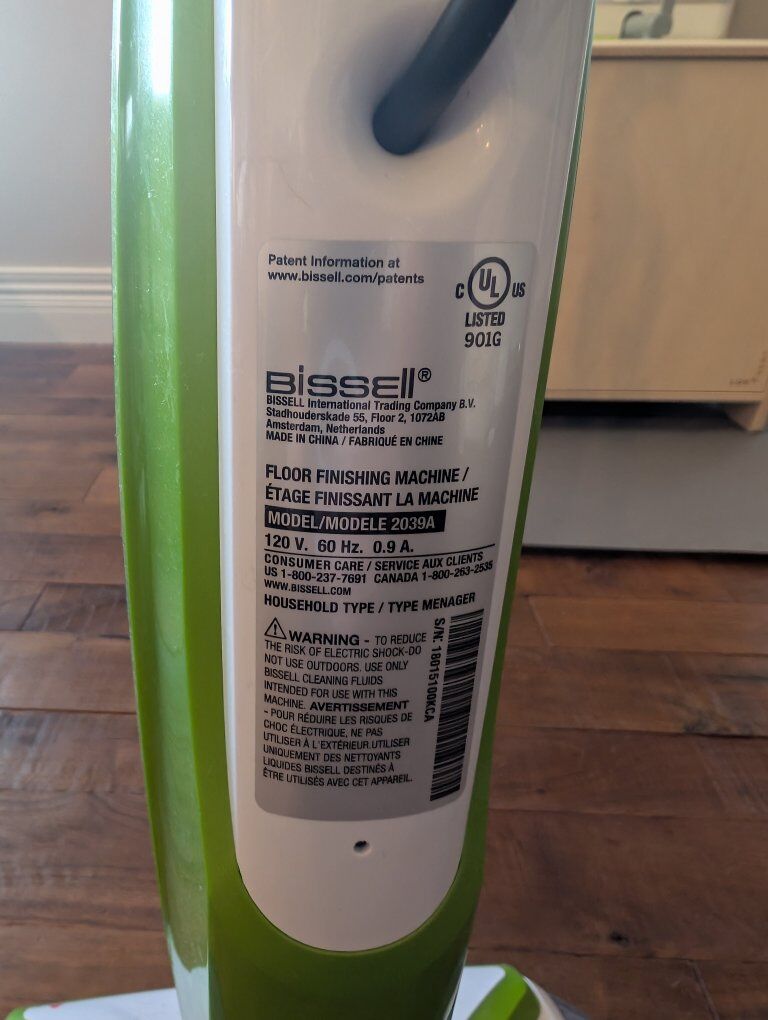 Patent Information at
www.bissell.com/patents
C UL US
LISTED
901G
BISSELL®
BISSELL International Trading Company B.V.
Stadhouderskade 55, Floor 2, 1072AB
Amsterdam, Netherlands
MADE IN CHINA / FABRIQUÉ EN CHINE
FLOOR FINISHING MACHINE /
ÉTAGE FINISSANT LA MACHINE
MODEL/MODELE 2039A
120 V. 60 Hz. 0.9 A.
CONSUMER CARE / SERVICE AUX CLIENTS
US 1-800-237-7691 CANADA 1-800-263-2535
WWW.BISSELL.COM
HOUSEHOLD TYPE / TYPE MENAGER
WARNING - TO REDUCE
THE RISK OF ELECTRIC SHOCK-DO
NOT USE OUTDOORS. USE ONLY
BISSELL CLEANING FLUIDS
INTENDED FOR USE WITH THIS
MACHINE. AVERTISSEMENT
- POUR RÉDUIRE LES RISQUES DE
CHOC ÉLECTRIQUE, NE PAS
UTILISER À L'EXTÉRIEUR.UTILISER
UNIQUEMENT DES NETTOYANTS
LIQUIDES BISSELL DESTINÉS À
ÊTRE UTILISÉS AVEC CET APPAREIL.
S/N: 18015100KCA